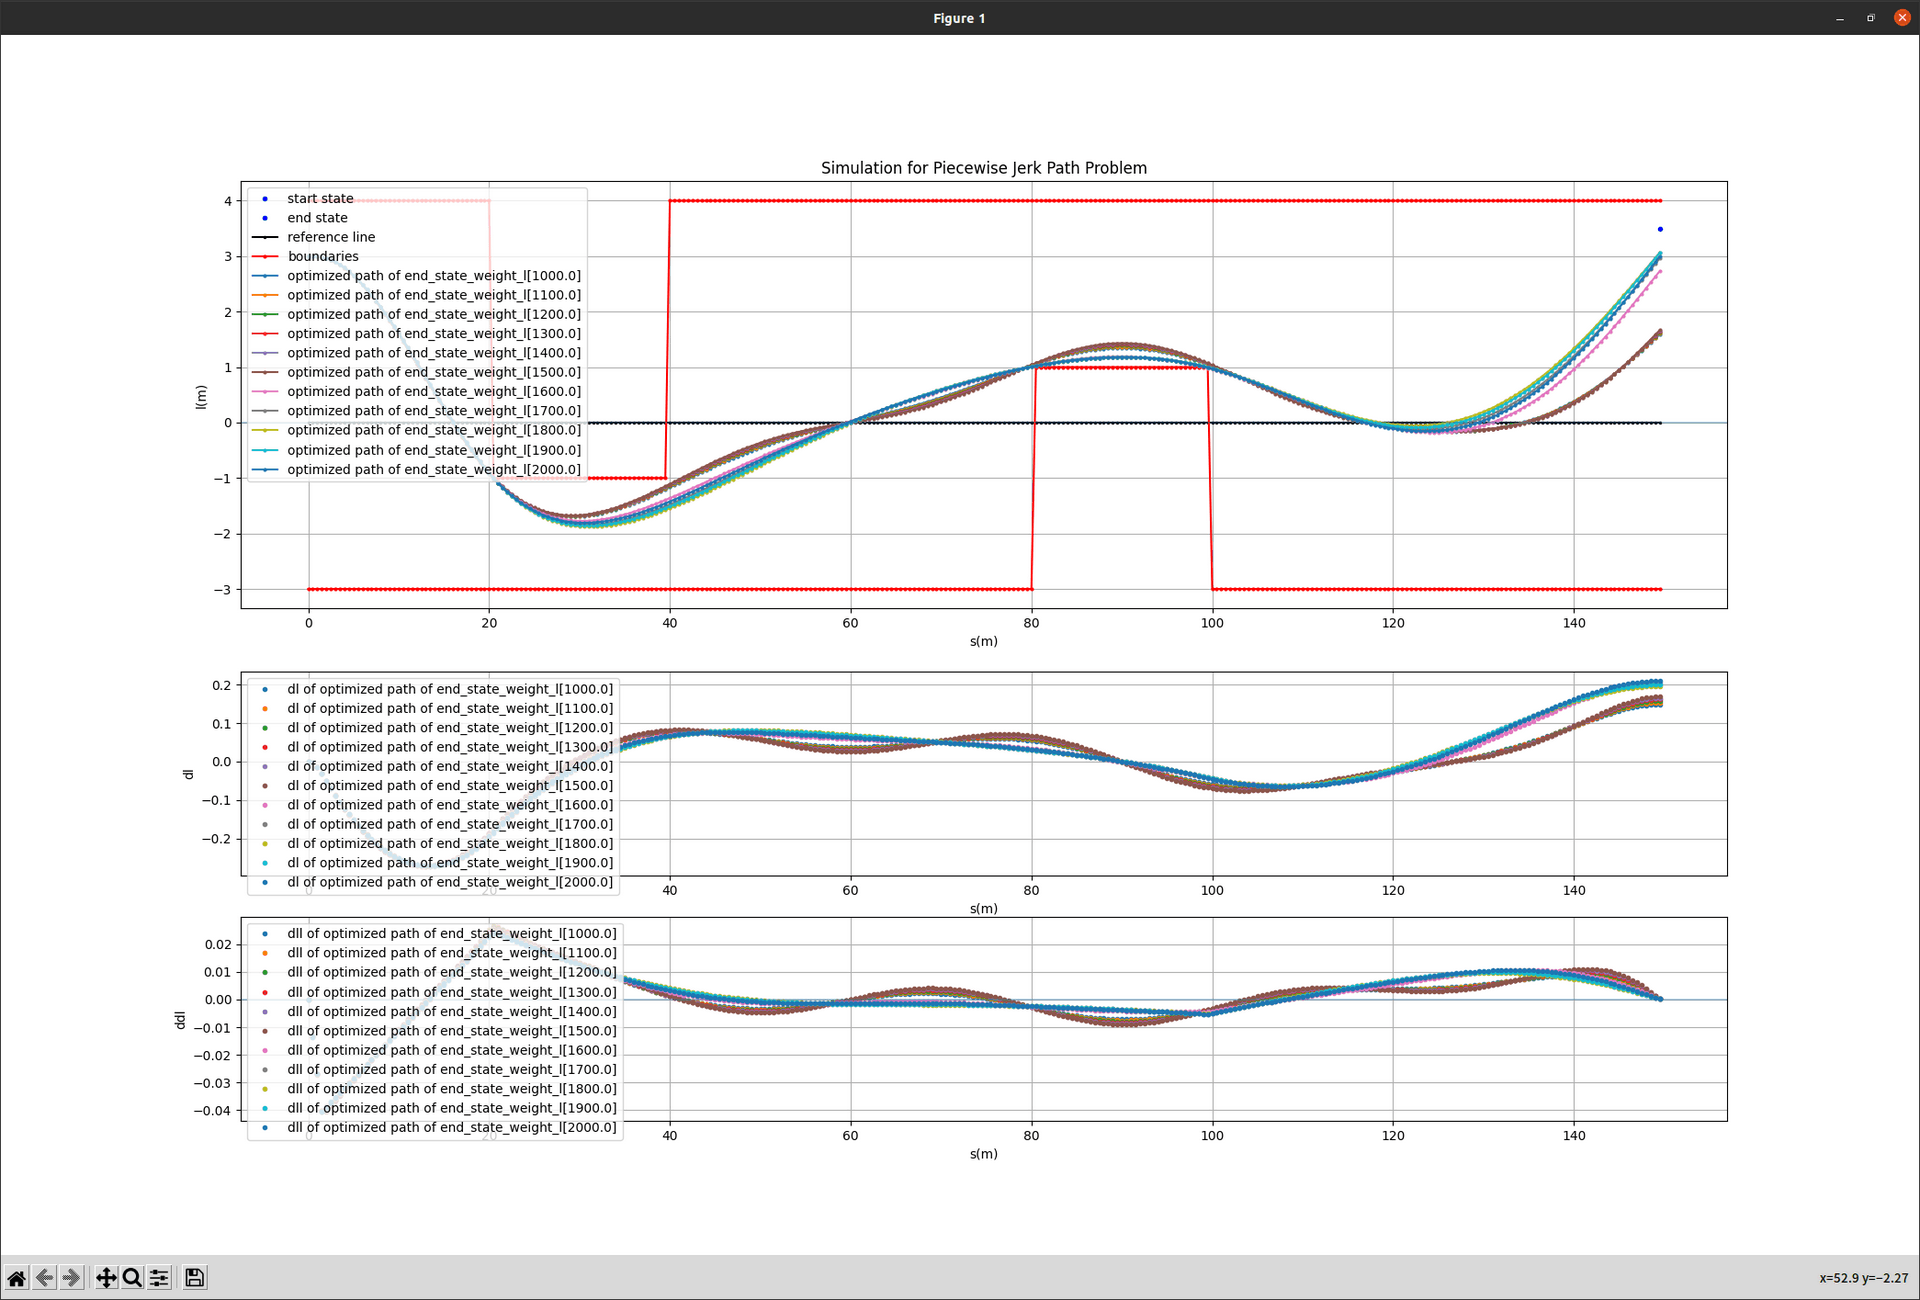 Figure 1
Simulation for Piecewise Jerk Path Problem
4
3
2
1
0
−1
−2
−3
l(m)
start state
end state
reference line
boundaries
optimized path of end_state_weight_l[1000.0]
optimized path of end_state_weight_l[1100.0]
optimized path of end_state_weight_l[1200.0]
optimized path of end_state_weight_l[1300.0]
optimized path of end_state_weight_l[1400.0]
optimized path of end_state_weight_l[1500.0]
optimized path of end_state_weight_l[1600.0]
optimized path of end_state_weight_l[1700.0]
optimized path of end_state_weight_l[1800.0]
optimized path of end_state_weight_l[1900.0]
optimized path of end_state_weight_l[2000.0]
0 20 40 60 80 100 120 140
s(m)
0.2
0.1
0.0
−0.1
−0.2
dl
dl of optimized path of end_state_weight_l[1000.0]
dl of optimized path of end_state_weight_l[1100.0]
dl of optimized path of end_state_weight_l[1200.0]
dl of optimized path of end_state_weight_l[1300.0]
dl of optimized path of end_state_weight_l[1400.0]
dl of optimized path of end_state_weight_l[1500.0]
dl of optimized path of end_state_weight_l[1600.0]
dl of optimized path of end_state_weight_l[1700.0]
dl of optimized path of end_state_weight_l[1800.0]
dl of optimized path of end_state_weight_l[1900.0]
dl of optimized path of end_state_weight_l[2000.0]
0 20 40 60 80 100 120 140
s(m)
0.02
0.01
0.00
−0.01
−0.02
−0.03
−0.04
ddl
dll of optimized path of end_state_weight_l[1000.0]
dll of optimized path of end_state_weight_l[1100.0]
dll of optimized path of end_state_weight_l[1200.0]
dll of optimized path of end_state_weight_l[1300.0]
dll of optimized path of end_state_weight_l[1400.0]
dll of optimized path of end_state_weight_l[1500.0]
dll of optimized path of end_state_weight_l[1600.0]
dll of optimized path of end_state_weight_l[1700.0]
dll of optimized path of end_state_weight_l[1800.0]
dll of optimized path of end_state_weight_l[1900.0]
dll of optimized path of end_state_weight_l[2000.0]
0 20 40 60 80 100 120 140
s(m)
x=52.9 y=−2.27